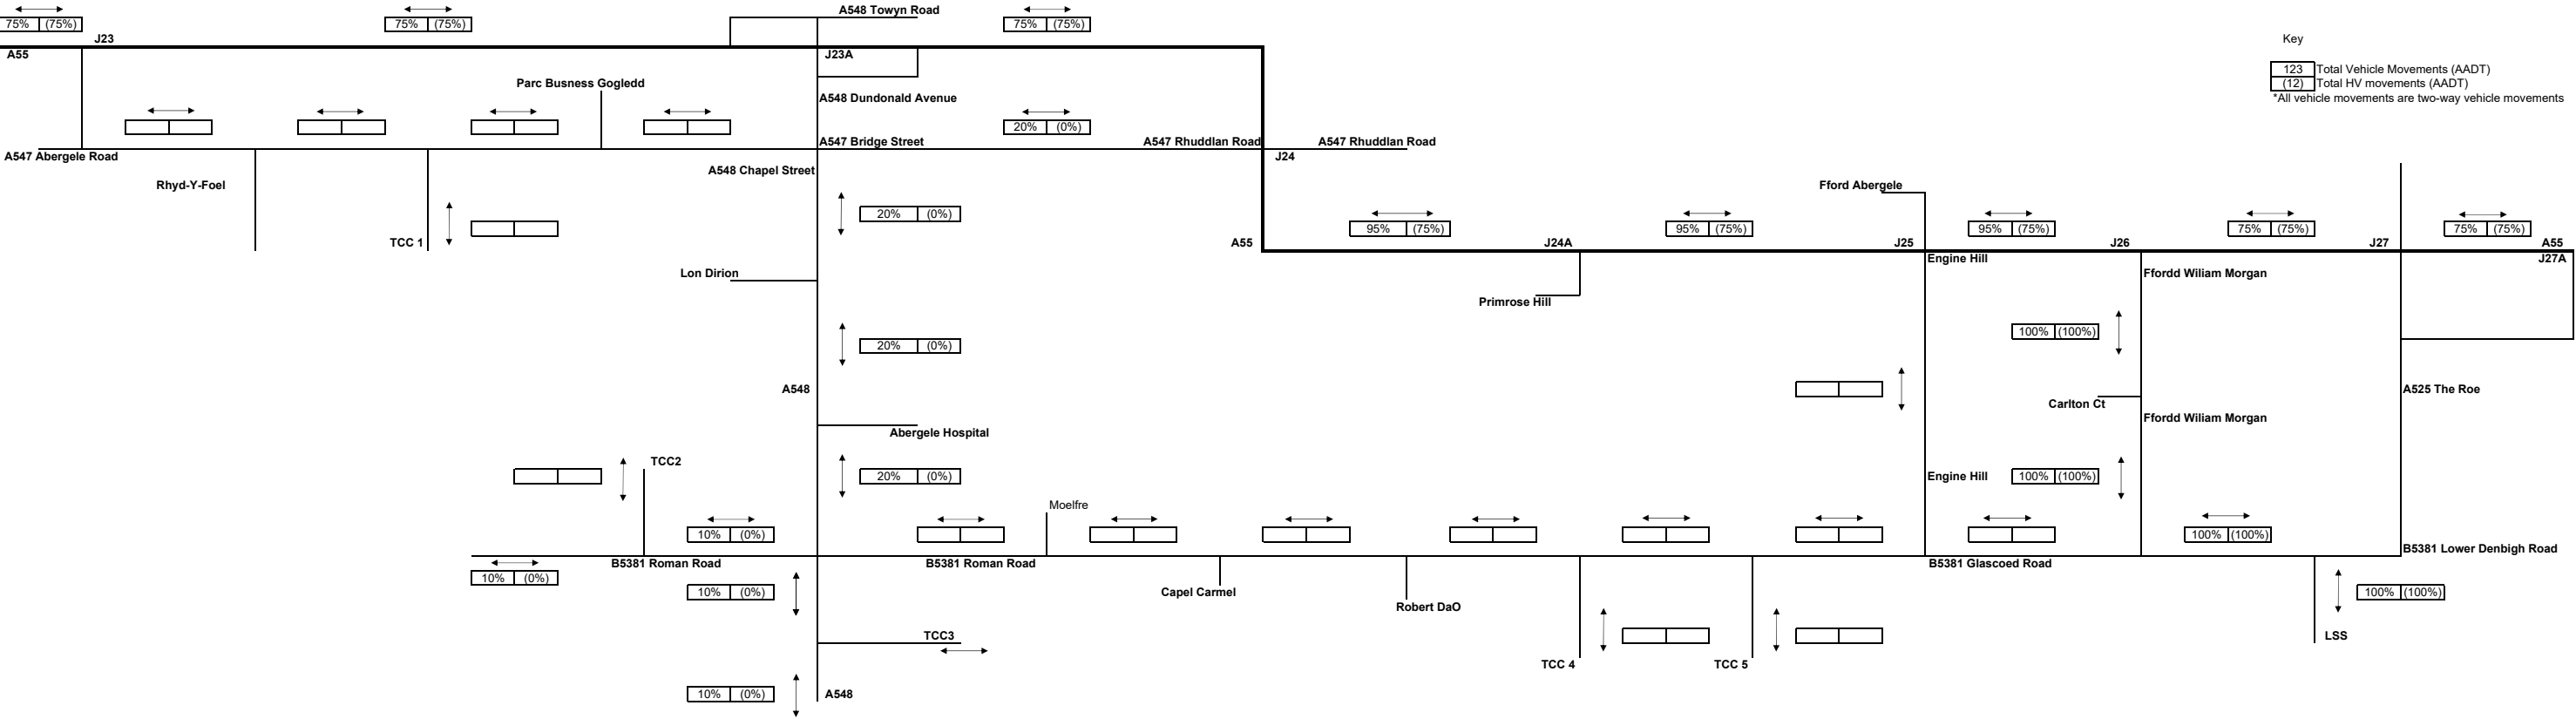 A548 Towyn Road
75% (75%)
75% (75%)
75% (75%)
J23
Key
A55
J23A
123 Total Vehicle Movements (AADT)
(12) Total HV movements (AADT)
*All vehicle movements are two-way vehicle movements
Parc Busness Gogledd
A548 Dundonald Avenue
20% (0%)
A547 Abergele Road
A547 Bridge Street
A547 Rhuddlan Road
A547 Rhuddlan Road
J24
A548 Chapel Street
Rhyd-Y-Foel
Fford Abergele
20% (0%)
TCC 1
95% (75%)
95% (75%)
95% (75%)
75% (75%)
75% (75%)
A55
J24A
J25
J26
J27
A55
Engine Hill
J27A
Lon Dirion
Ffordd Wiliam Morgan
Primrose Hill
100% (100%)
20% (0%)
A548
A525 The Roe
Carlton Ct
Ffordd Wiliam Morgan
Abergele Hospital
TCC2
20% (0%)
Engine Hill
100% (100%)
Moelfre
10% (0%)
100% (100%)
B5381 Lower Denbigh Road
B5381 Roman Road
B5381 Roman Road
B5381 Glascoed Road
10% (0%)
10% (0%)
Capel Carmel
100% (100%)
Robert DaO
TCC3
LSS
TCC 4
TCC 5
10% (0%)
A548